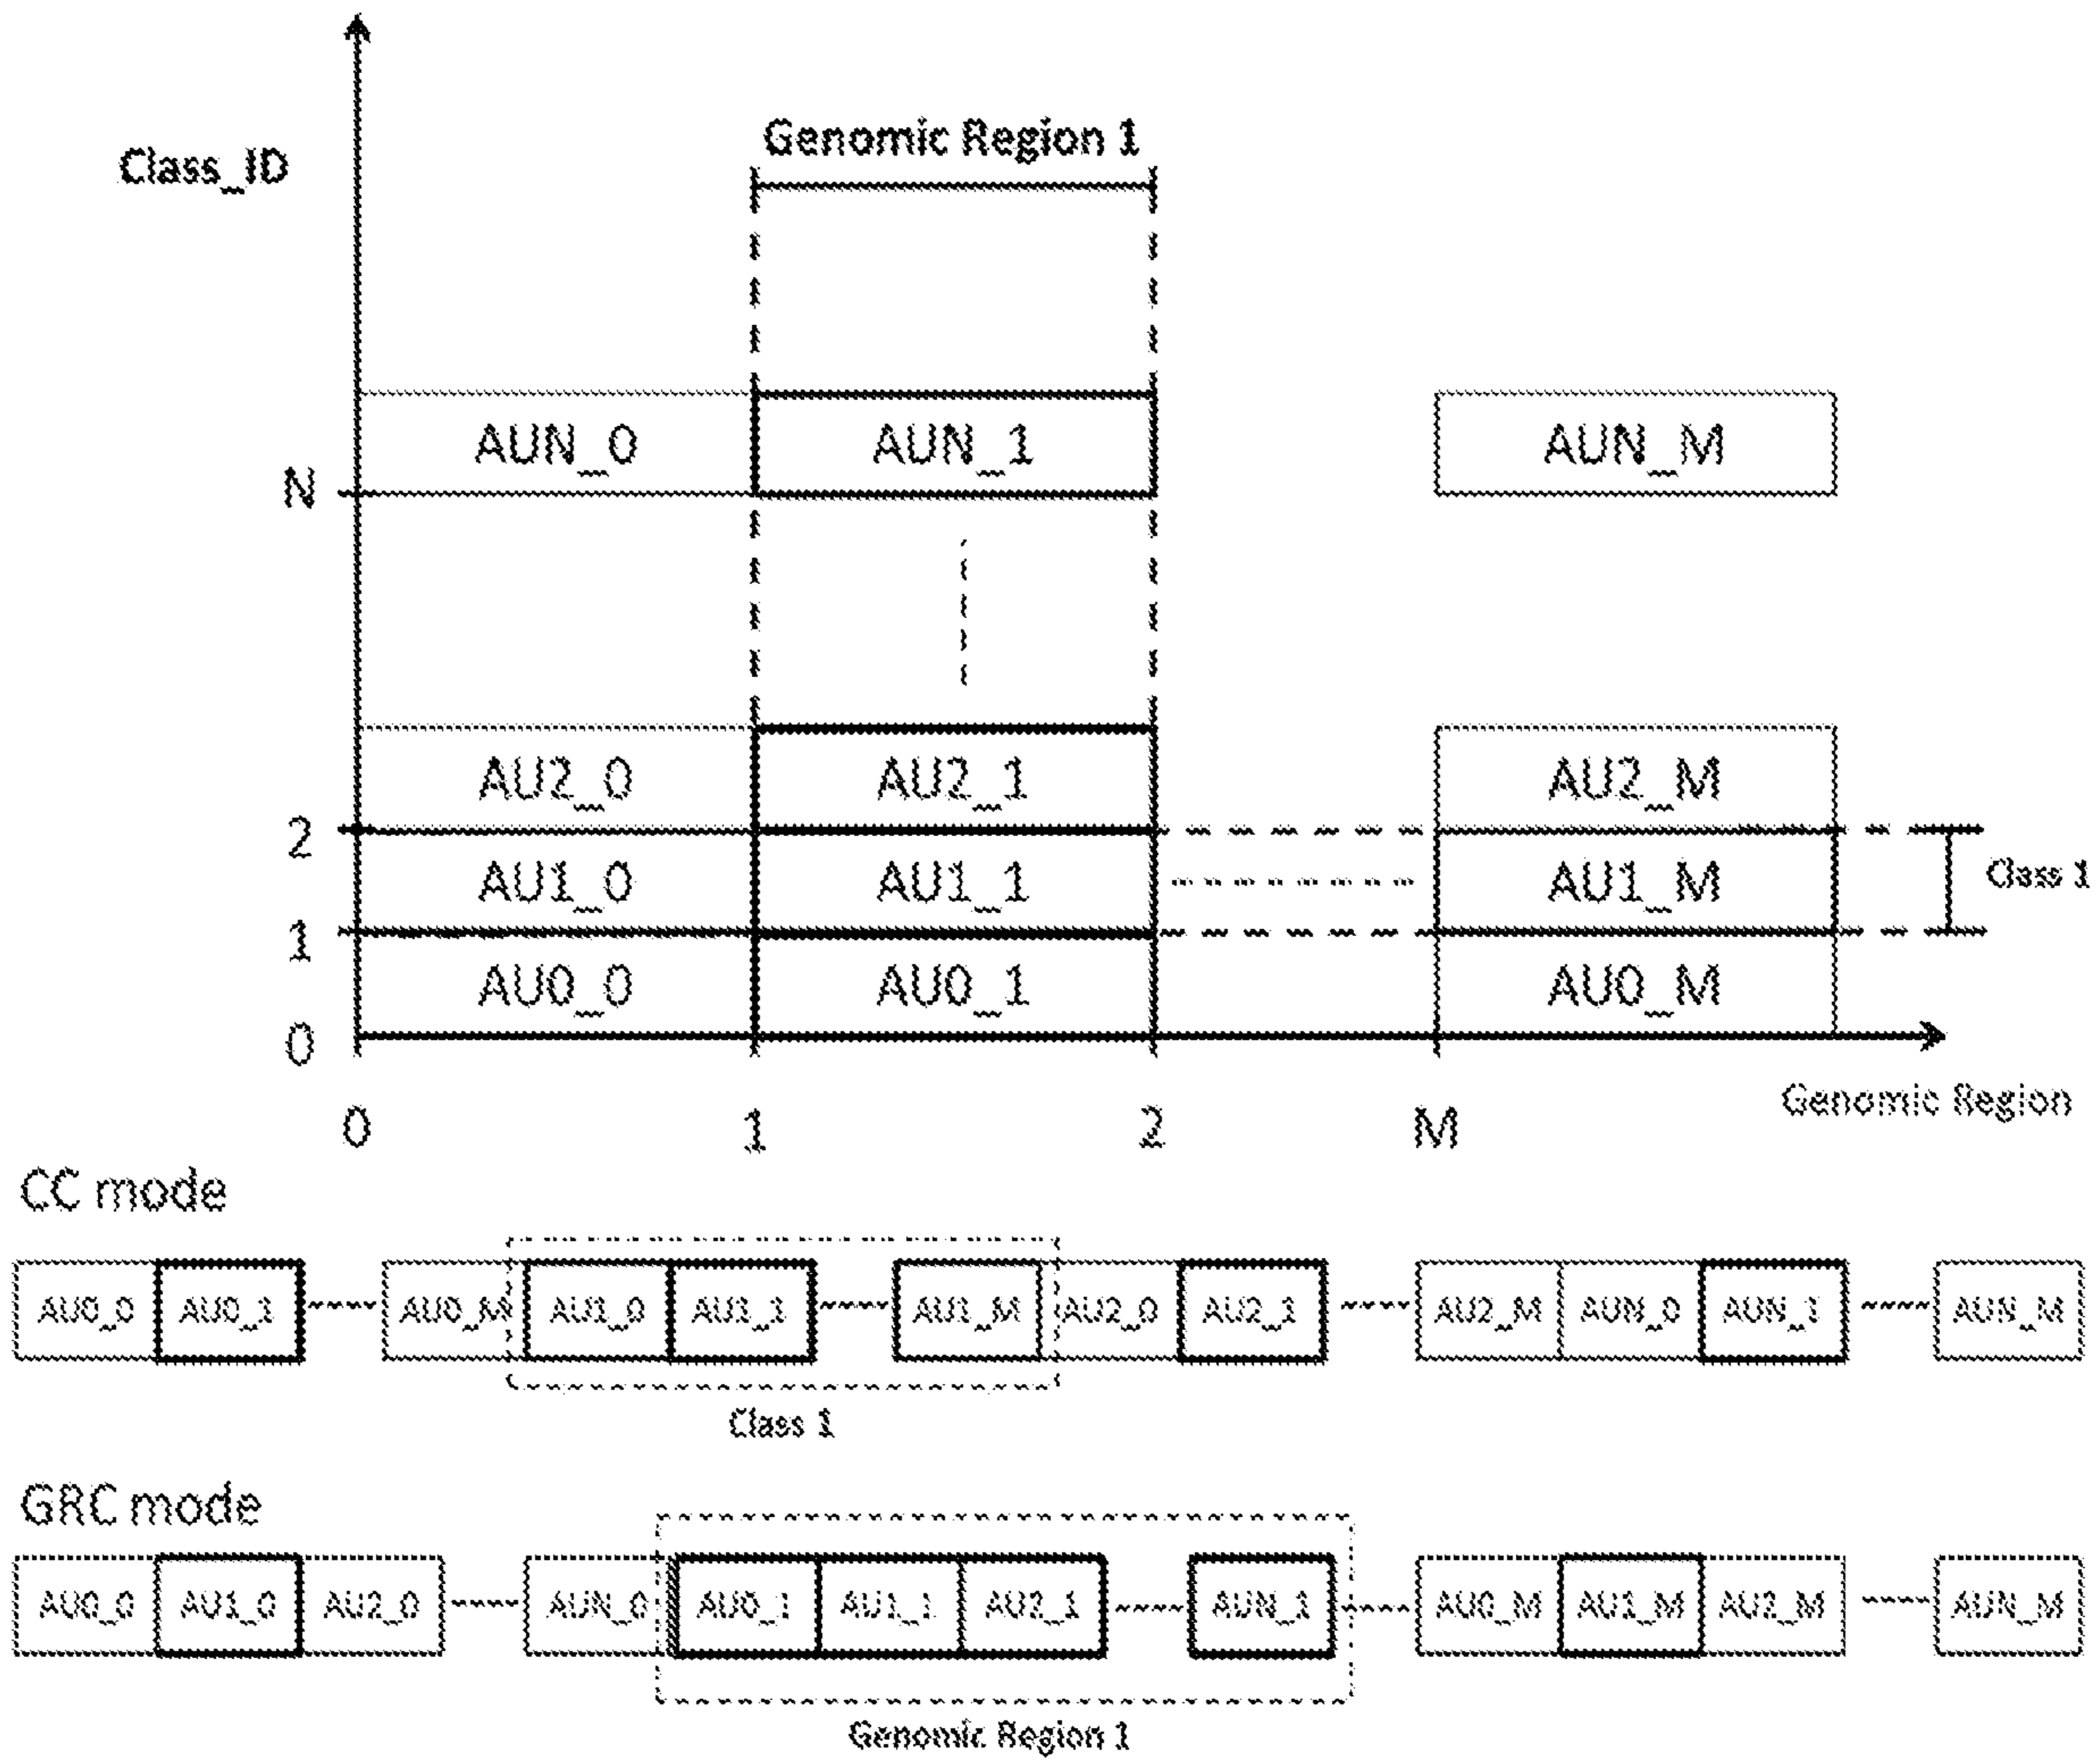 Genomic Region 1
Class_ID
AUN_0 AUN_1 AUN_M
N
AU2_0 AU2_1 AU2_M
2
AU1_0 AU1_1 AU1_M Class 1
1
AU0_0 AU0_1 AU0_M
0
Genomic Region
0 1 2 M
CC mode
AU0_0 AU0_1 AU0_M AU1_0 AU1_1 AU1_M AU2_0 AU2_1 AU2_M AUN_0 AUN_1 AUN_M
Class 1
GRC mode
AU0_0 AU1_0 AU2_0 AUN_0 AU0_1 AU1_1 AU2_1 AUN_1 AU0_M AU1_M AU2_M AUN_M
Genomic Region 1